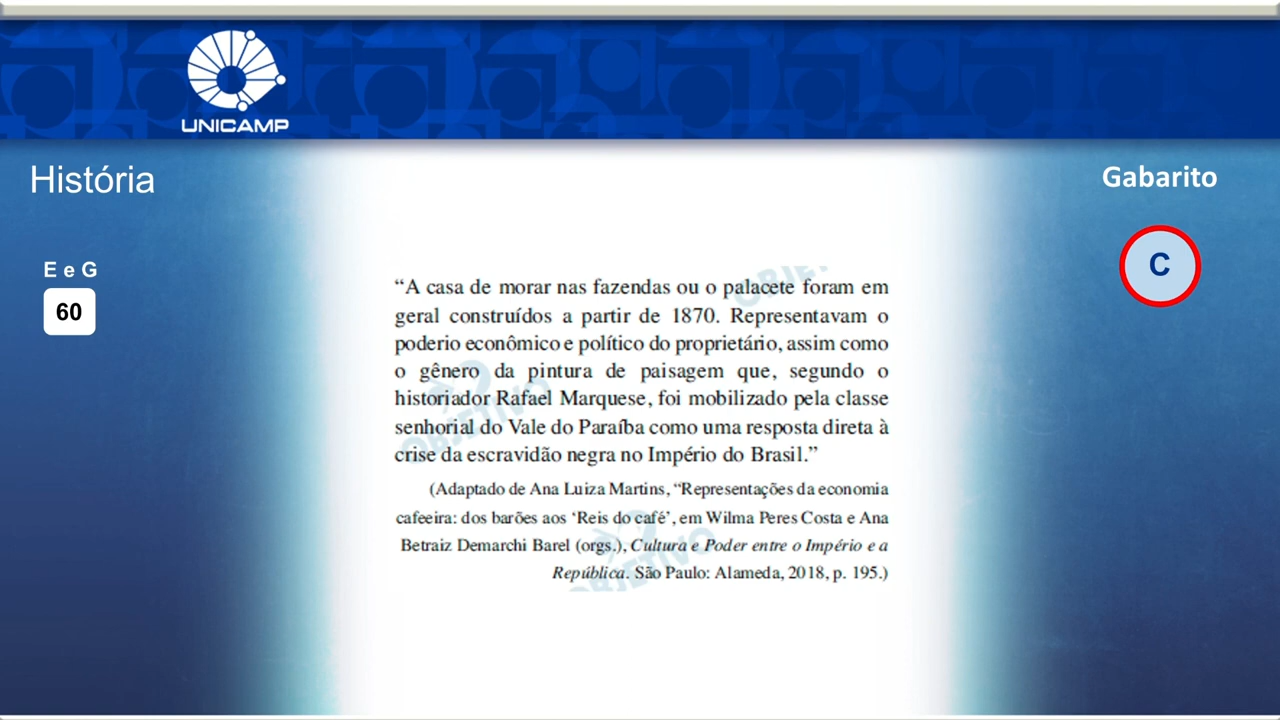 UNICAMP
História
Gabarito
E e G
60
C
“A casa de morar nas fazendas ou o palacete foram em
geral construídos a partir de 1870. Representavam o
poderio econômico e político do proprietário, assim como
o gênero da pintura de paisagem que, segundo o
historiador Rafael Marquese, foi mobilizado pela classe
senhorial do Vale do Paraíba como uma resposta direta à
crise da escravidão negra no Império do Brasil.”
(Adaptado de Ana Luiza Martins, “Representações da economia
cafeeira: dos barões aos ‘Reis do café’, em Wilma Peres Costa e Ana
Betraiz Demarchi Barel (orgs.), Cultura e Poder entre o Império e a
República. São Paulo: Alameda, 2018, p. 195.)
OBJETIVO
OBJETIVO